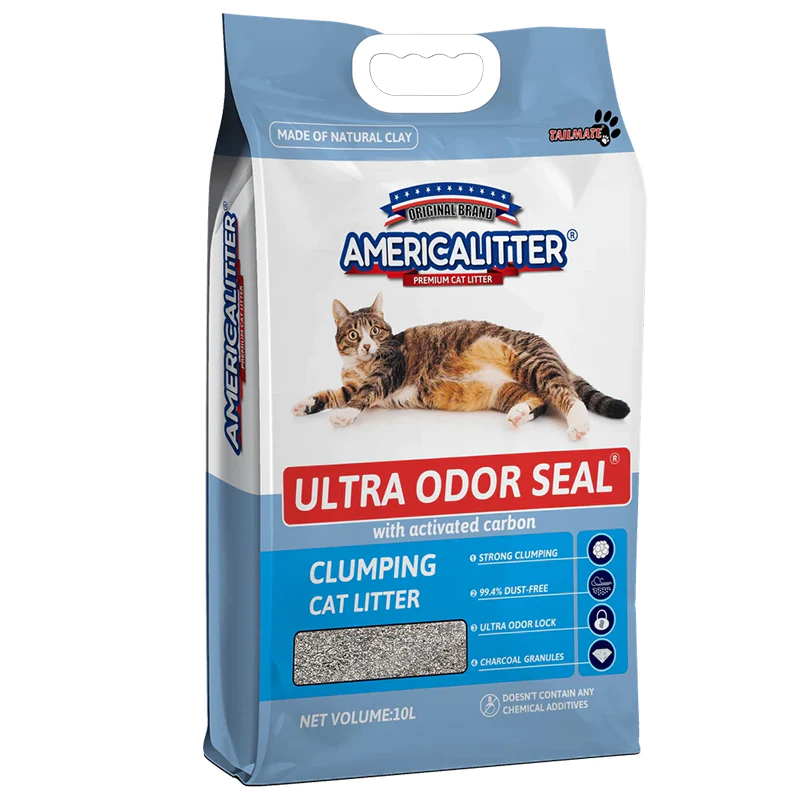 MADE OF NATURAL CLAY
TAILMATE
ORIGINAL BRAND
AMERICALITTER®
PREMIUM CAT LITTER
AMERICALITTER®
PREMIUM CAT LITTER
ULTRA ODOR SEAL®
with activated carbon
CLUMPING
CAT LITTER
1 STRONG CLUMPING
2 99.4% DUST-FREE
3 ULTRA ODOR LOCK
4 CHARCOAL GRANULES
NET VOLUME:10L
DOESN'T CONTAIN ANY
CHEMICAL ADDITIVES